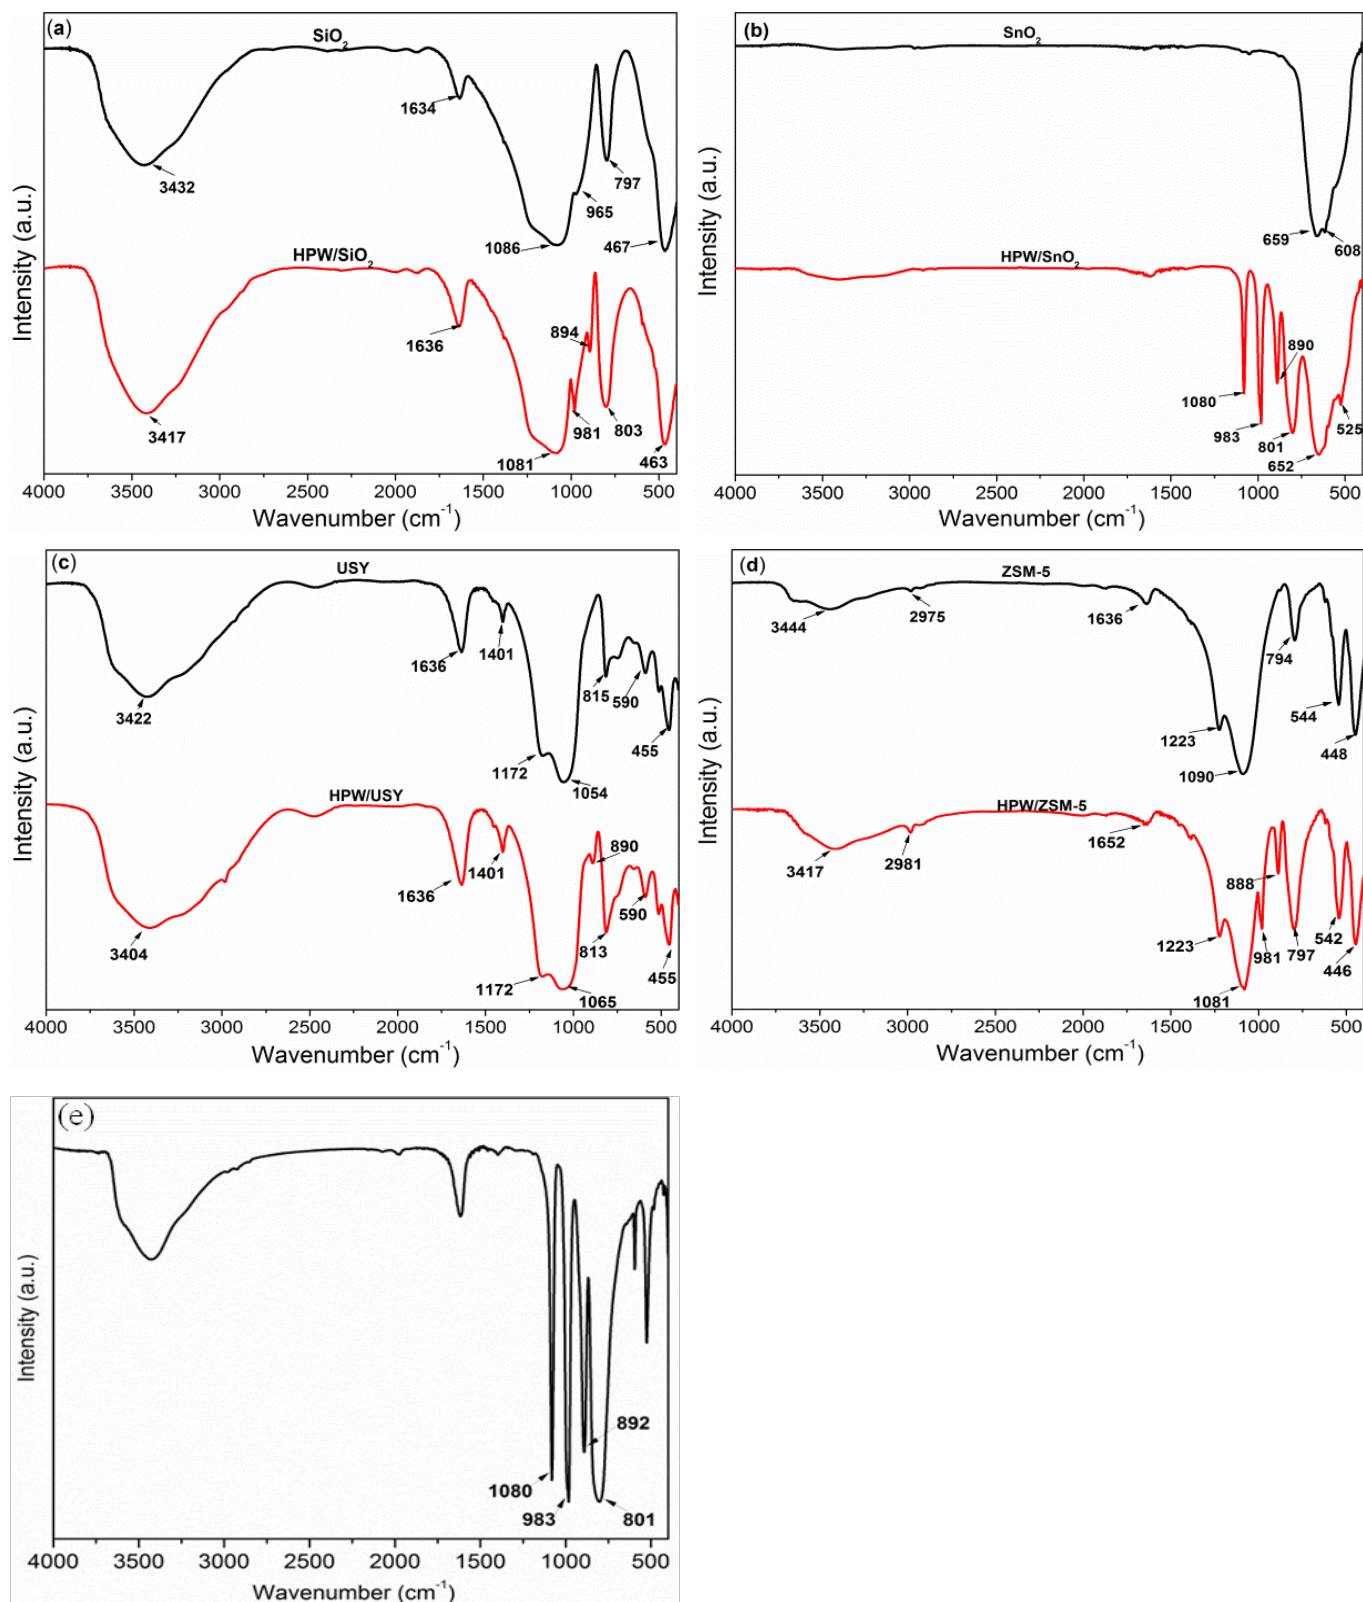 (a)
SiO2
1634
3432
965
797
1086
467
HPW/SiO2
1636
894
3417
981
803
1081
463
4000 3500 3000 2500 2000 1500 1000 500
Wavenumber (cm-1)
Intensity (a.u.)
(b)
SnO2
659
608
HPW/SnO2
890
1080
983
801
525
652
4000 3500 3000 2500 2000 1500 1000 500
Wavenumber (cm-1)
Intensity (a.u.)
(c)
USY
1636
1401
3422
815
590
455
1172
1054
HPW/USY
890
1636
1401
590
3404
813
455
1172
1065
4000 3500 3000 2500 2000 1500 1000 500
Wavenumber (cm-1)
Intensity (a.u.)
(d)
ZSM-5
3444
2975
1636
794
544
1223
448
1090
HPW/ZSM-5
3417
2981
1652
888
1223
981
797
542
446
1081
4000 3500 3000 2500 2000 1500 1000 500
Wavenumber (cm-1)
Intensity (a.u.)
(e)
892
1080
983
801
4000 3500 3000 2500 2000 1500 1000 500
Wavenumber (cm-1)
Intensity (a.u.)